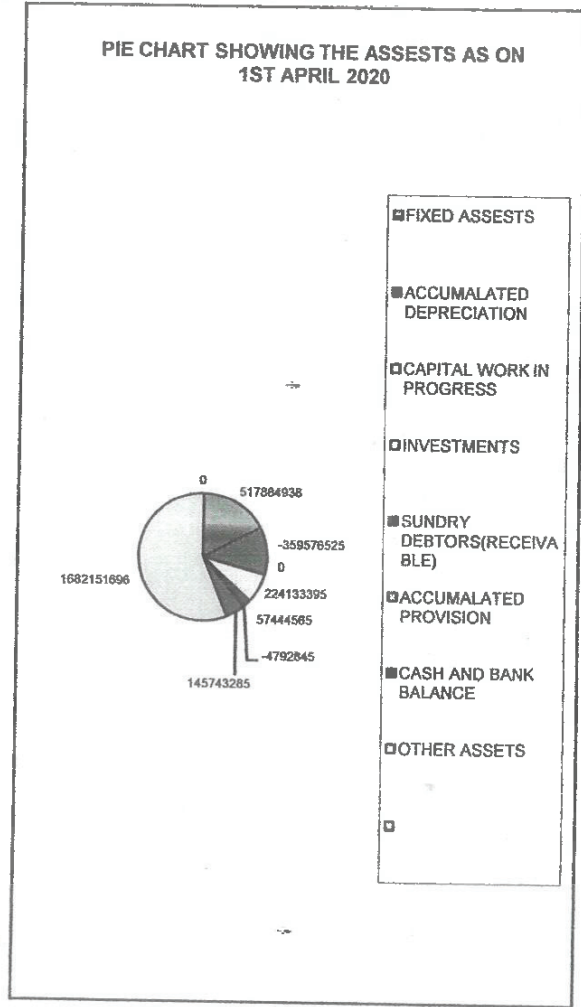 PIE CHART SHOWING THE ASSESTS AS ON
1ST APRIL 2020
FIXED ASSESTS
ACCUMALATED
DEPRECIATION
CAPITAL WORK IN
PROGRESS
INVESTMENTS
SUNDRY
DEBTORS(RECEIVA
BLE)
ACCUMALATED
PROVISION
CASH AND BANK
BALANCE
OTHER ASSETS
0
517884938
-359576525
0
224133395
57444565
-4792845
145743285
1682151696